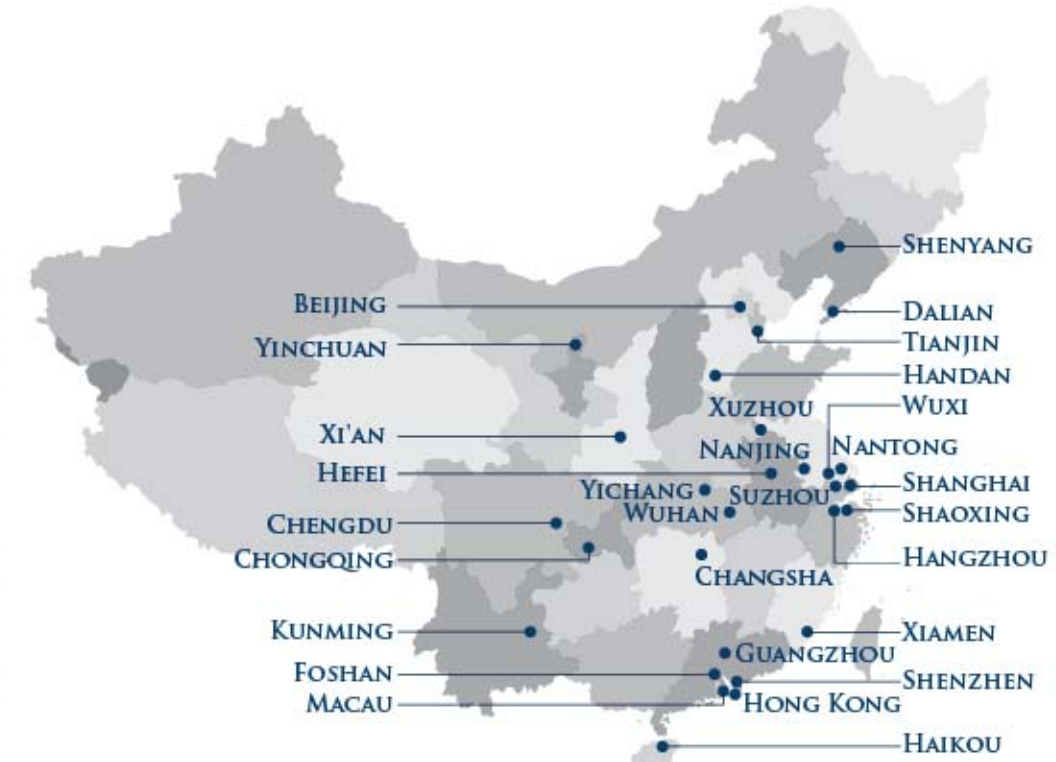 SHENYANG
BEIJING
DALIAN
YINCHUAN
TIANJIN
HANDAN
XUZHOU
WUXI
XI'AN
NANJING
NANTONG
HEFEI
YICHANG
SUZHOU
SHANGHAI
WUHAN
SHAOXING
CHENGDU
CHONGQING
HANGZHOU
CHANGSHA
KUNMING
XIAMEN
GUANGZHOU
FOSHAN
SHENZHEN
MACAU
HONG KONG
HAIKOU